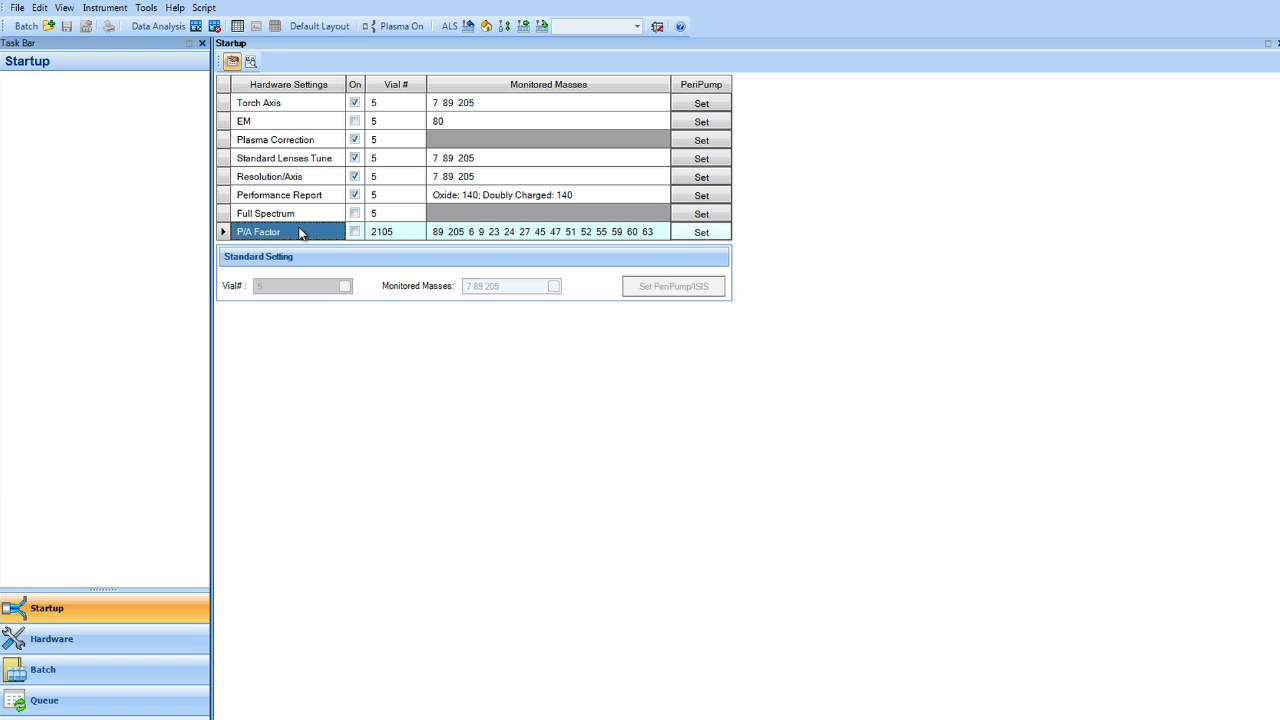 File Edit View Instrument Tools Help Script
Batch Data Analysis Default Layout Plasma On ALS
Task Bar
Startup
Startup
Hardware Settings On Vial # Monitored Masses PeriPump
Torch Axis 5 7 89 205 Set
EM 5 80 Set
Plasma Correction 5 Set
Standard Lenses Tune 5 7 89 205 Set
Resolution/Axis 5 7 89 205 Set
Performance Report 5 Oxide: 140; Doubly Charged: 140 Set
Full Spectrum 5 Set
P/A Factor 2105 89 205 6 9 23 24 27 45 47 51 52 55 59 60 63 Set
Standard Setting
Vial# : 5 Monitored Masses: 7 89 205 Set PeriPump/ISIS
Startup
Hardware
Batch
Queue